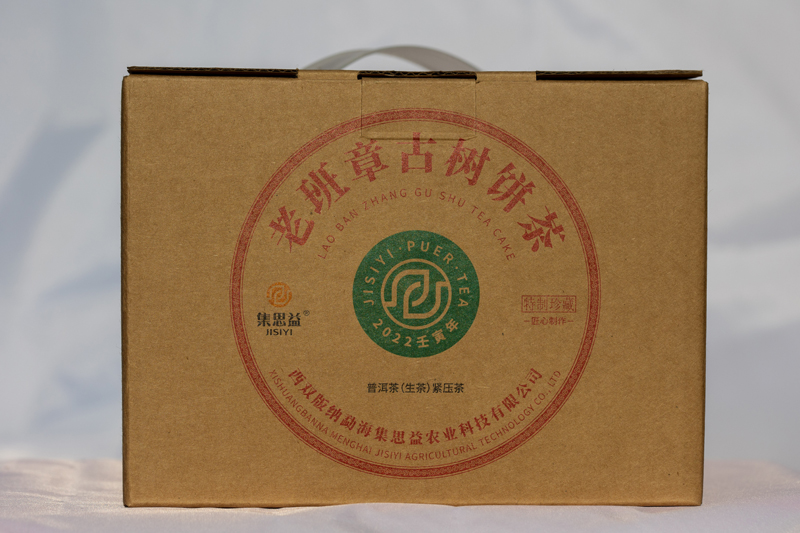 老班章古树饼茶
LAO BAN ZHANG GU SHU TEA CAKE
JISIYI·PUER·TEA
2022壬寅年
集思益®
JISIYI
特制珍藏
—匠心制作—
普洱茶(生茶)紧压茶
西双版纳勐海集思益农业科技有限公司
XISHUANGBANNA MENGHAI JISIYI AGRICULTURAL TECHNOLOGY CO., LTD